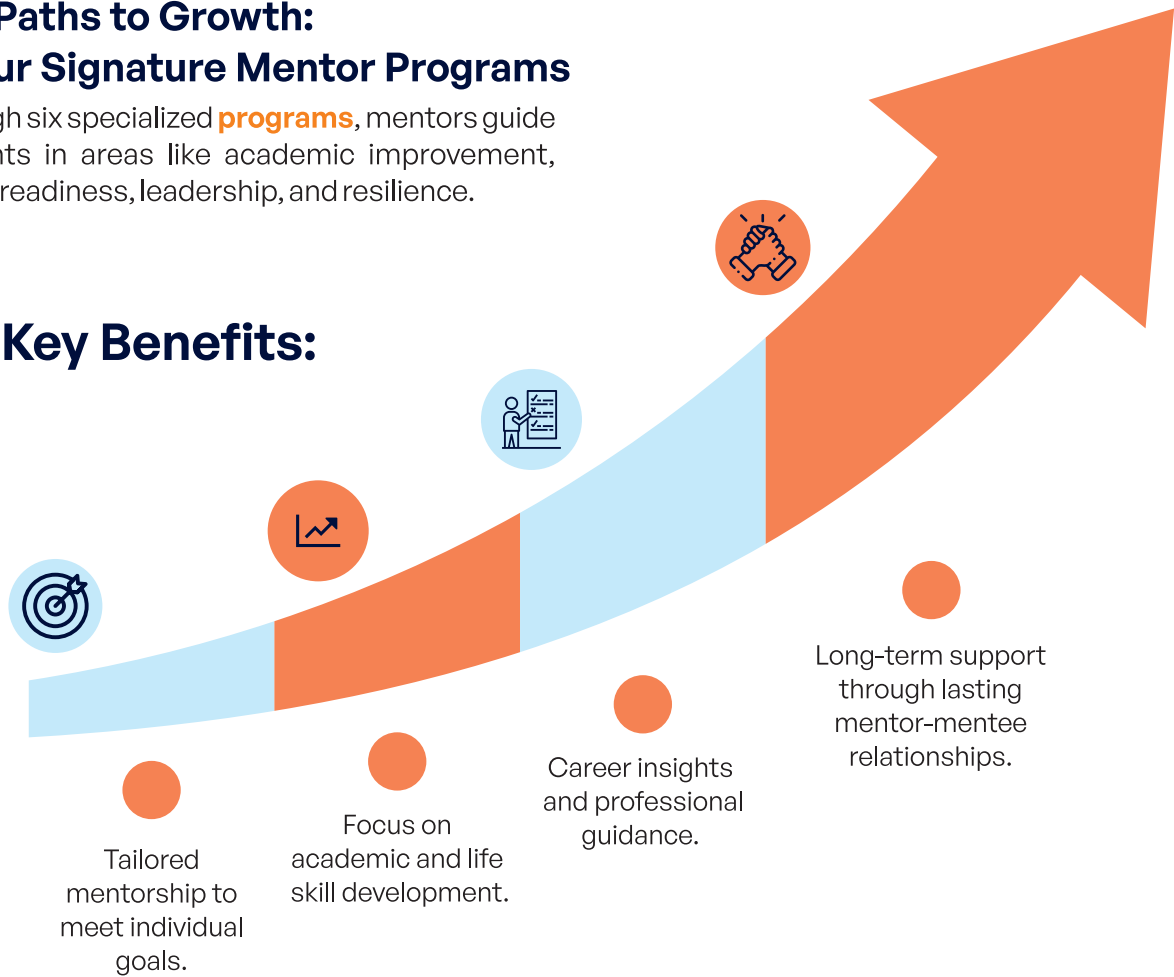 Paths to Growth:
ur Signature Mentor Programs
gh six specialized programs, mentors guide
nts in areas like academic improvement,
readiness, leadership, and resilience.
Key Benefits:
Tailored
mentorship to
meet individual
goals.
Focus on
academic and life
skill development.
Career insights
and professional
guidance.
Long-term support
through lasting
mentor-mentee
relationships.